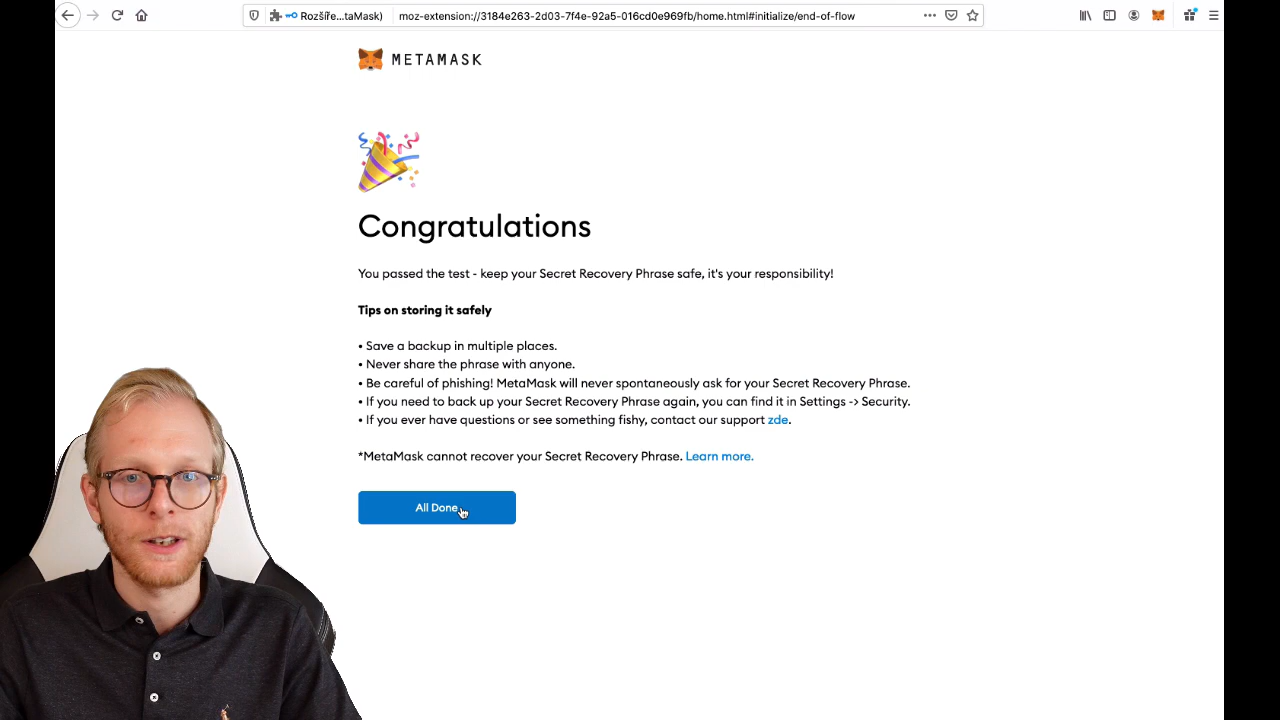 Rozšíře...taMask)
moz-extension://3184e263-2d03-7f4e-92a5-016cd0e969fb/home.html#initialize/end-of-flow
METAMASK
Congratulations
You passed the test - keep your Secret Recovery Phrase safe, it's your responsibility!
Tips on storing it safely
• Save a backup in multiple places.
• Never share the phrase with anyone.
• Be careful of phishing! MetaMask will never spontaneously ask for your Secret Recovery Phrase.
• If you need to back up your Secret Recovery Phrase again, you can find it in Settings -> Security.
• If you ever have questions or see something fishy, contact our support zde.
*MetaMask cannot recover your Secret Recovery Phrase. Learn more.
All Done